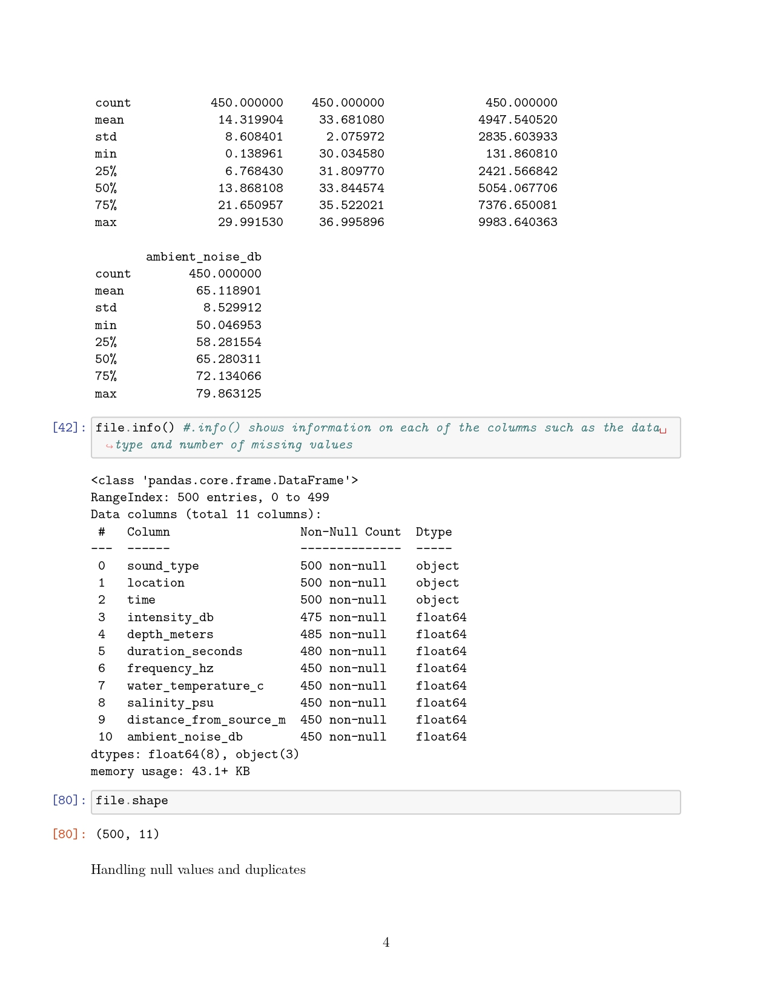 count 450.000000 450.000000 450.000000
mean 14.319904 33.681080 4947.540520
std 8.608401 2.075972 2835.603933
min 0.138961 30.034580 131.860810
25% 6.768430 31.809770 2421.566842
50% 13.868108 33.844574 5054.067706
75% 21.650957 35.522021 7376.650081
max 29.991530 36.995896 9983.640363
ambient_noise_db
count 450.000000
mean 65.118901
std 8.529912
min 50.046953
25% 58.281554
50% 65.280311
75% 72.134066
max 79.863125
[42]: file.info() #.info() shows information on each of the columns such as the data␣
↪type and number of missing values
<class 'pandas.core.frame.DataFrame'>
RangeIndex: 500 entries, 0 to 499
Data columns (total 11 columns):
# Column Non-Null Count Dtype
--- ------ -------------- -----
0 sound_type 500 non-null object
1 location 500 non-null object
2 time 500 non-null object
3 intensity_db 475 non-null float64
4 depth_meters 485 non-null float64
5 duration_seconds 480 non-null float64
6 frequency_hz 450 non-null float64
7 water_temperature_c 450 non-null float64
8 salinity_psu 450 non-null float64
9 distance_from_source_m 450 non-null float64
10 ambient_noise_db 450 non-null float64
dtypes: float64(8), object(3)
memory usage: 43.1+ KB
[80]: file.shape
[80]: (500, 11)
Handling null values and duplicates
4